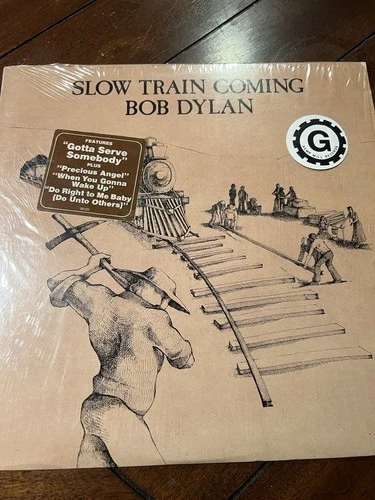 SLOW TRAIN COMING
BOB DYLAN
FEATURES
"Gotta Serve
Somebody"
PLUS
"Precious Angel"
"When You Gonna
Wake Up"
"Do Right to Me Baby
(Do Unto Others)"
G